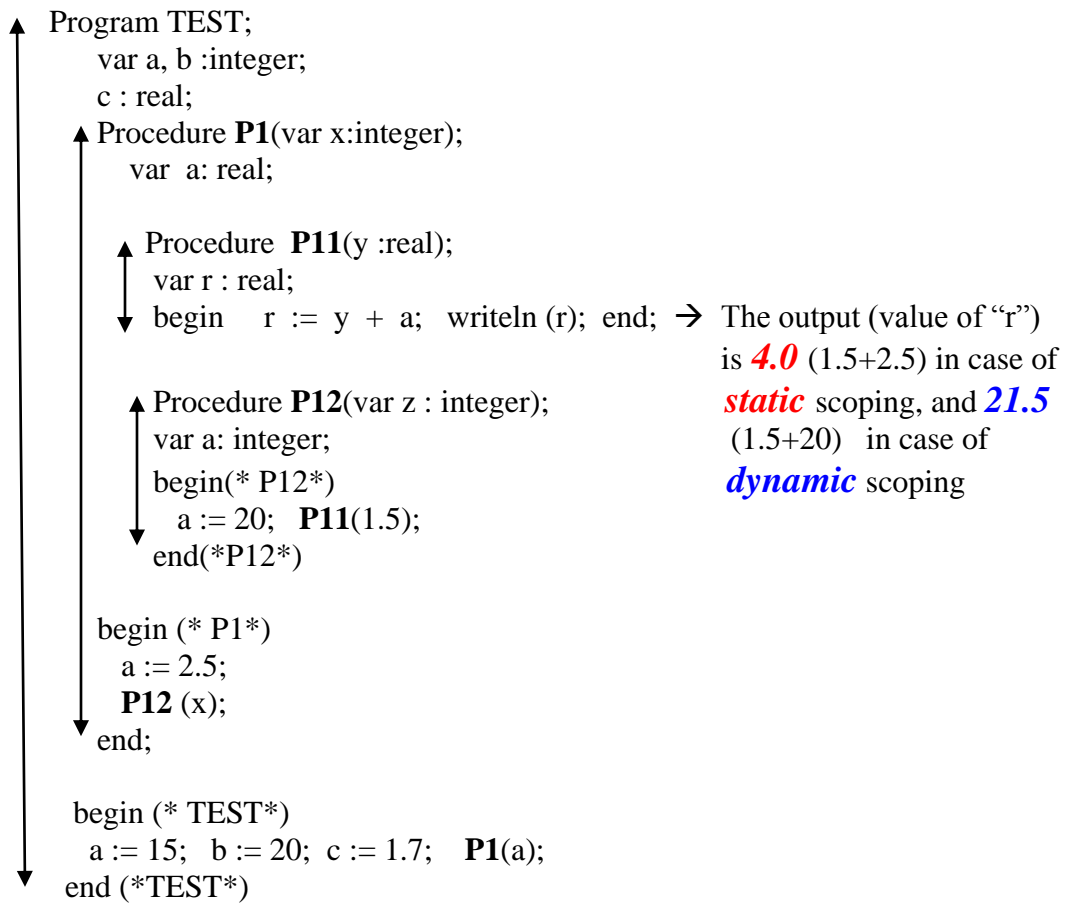 Program TEST;
var a, b :integer;
c : real;
Procedure P1(var x:integer);
var a: real;
Procedure P11(y :real);
var r : real;
begin r := y + a; writeln (r); end; → The output (value of “r”)
is 4.0 (1.5+2.5) in case of
Procedure P12(var z : integer); static scoping, and 21.5
var a: integer; (1.5+20) in case of
begin(* P12*) dynamic scoping
a := 20; P11(1.5);
end(*P12*)
begin (* P1*)
a := 2.5;
P12 (x);
end;
begin (* TEST*)
a := 15; b := 20; c := 1.7; P1(a);
end (*TEST*)